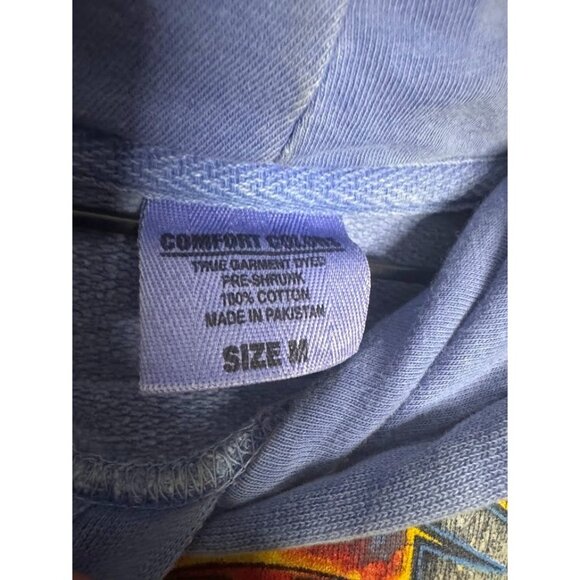 COMFORT COLORS
TRUE GARMENT DYED
PRE-SHRUNK
100% COTTON
MADE IN PAKISTAN
SIZE M